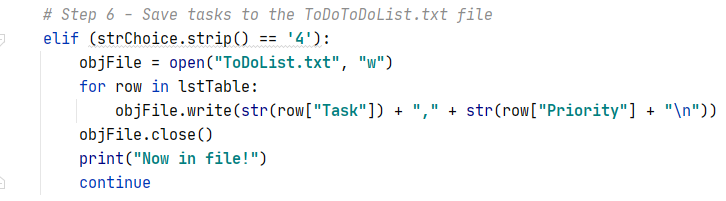 # Step 6 - Save tasks to the ToDoToDoList.txt file
elif (strChoice.strip() == '4'):
objFile = open("ToDoList.txt", "w")
for row in lstTable:
objFile.write(str(row["Task"]) + "," + str(row["Priority"] + "\n"))
objFile.close()
print("Now in file!")
continue